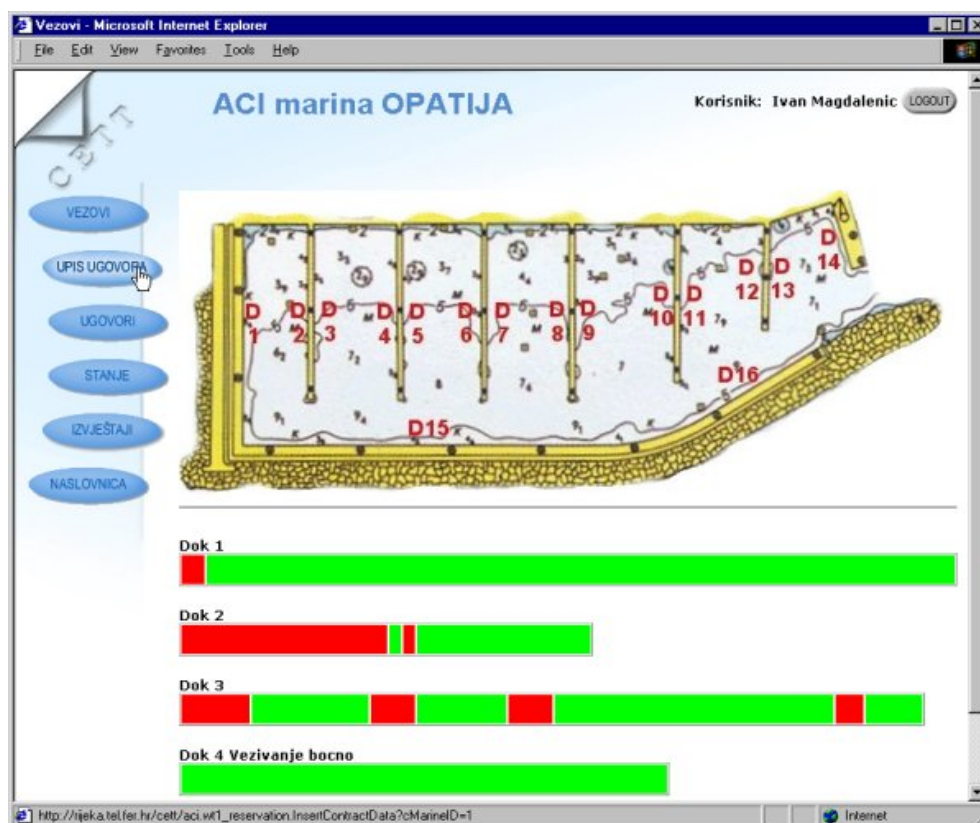 Vezovi - Microsoft Internet Explorer
File Edit View Favorites Tools Help
ACI marina OPATIJA
Korisnik: Ivan Magdalenic LOGOUT
CETT
VEZOVI
UPIS UGOVORA
UGOVORI
STANJE
IZVJEŠTAJI
NASLOVNICA
D 1
D 2
D 3
D 4
D 5
D 6
D 7
D 8
D 9
D 10
D 11
D 12
D 13
D 14
D15
D16
Dok 1
Dok 2
Dok 3
Dok 4 Vezivanje bocno
http://rijeka.tel.fer.hr/cett/aci.wt1_reservation.InsertContractData?cMarineID=1
Internet